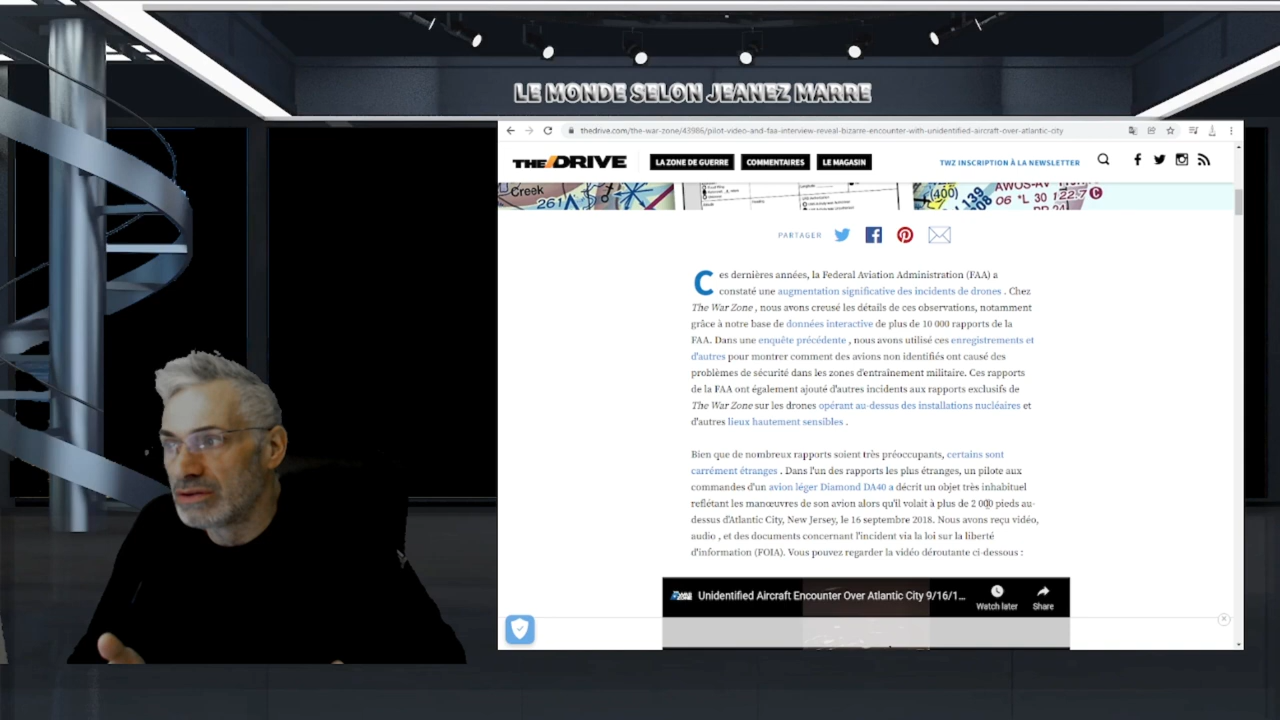 LE MONDE SELON JEANEZ MARRE
thedrive.com/the-war-zone/43986/pilot-video-and-faa-interview-reveal-bizarre-encounter-with-unidentified-aircraft-over-atlantic-city
THE DRIVE LA ZONE DE GUERRE COMMENTAIRES LE MAGASIN TWZ INSCRIPTION À LA NEWSLETTER
Creek
261
(400)
AWOS-AV
06 *L 30 122.7 C
PARTAGER
Ces dernières années, la Federal Aviation Administration (FAA) a
constaté une augmentation significative des incidents de drones . Chez
The War Zone , nous avons creusé les détails de ces observations, notamment
grâce à notre base de données interactive de plus de 10 000 rapports de la
FAA. Dans une enquête précédente , nous avons utilisé ces enregistrements et
d'autres pour montrer comment des avions non identifiés ont causé des
problèmes de sécurité dans les zones d'entraînement militaire. Ces rapports
de la FAA ont également ajouté d'autres incidents aux rapports exclusifs de
The War Zone sur les drones opérant au-dessus des installations nucléaires et
d'autres lieux hautement sensibles .
Bien que de nombreux rapports soient très préoccupants, certains sont
carrément étranges . Dans l'un des rapports les plus étranges, un pilote aux
commandes d'un avion léger Diamond DA40 a décrit un objet très inhabituel
reflétant les manœuvres de son avion alors qu'il volait à plus de 2 000 pieds au-
dessus d'Atlantic City, New Jersey, le 16 septembre 2018. Nous avons reçu vidéo,
audio , et des documents concernant l'incident via la loi sur la liberté
d'information (FOIA). Vous pouvez regarder la vidéo déroutante ci-dessous :
Unidentified Aircraft Encounter Over Atlantic City 9/16/1...
Watch later Share